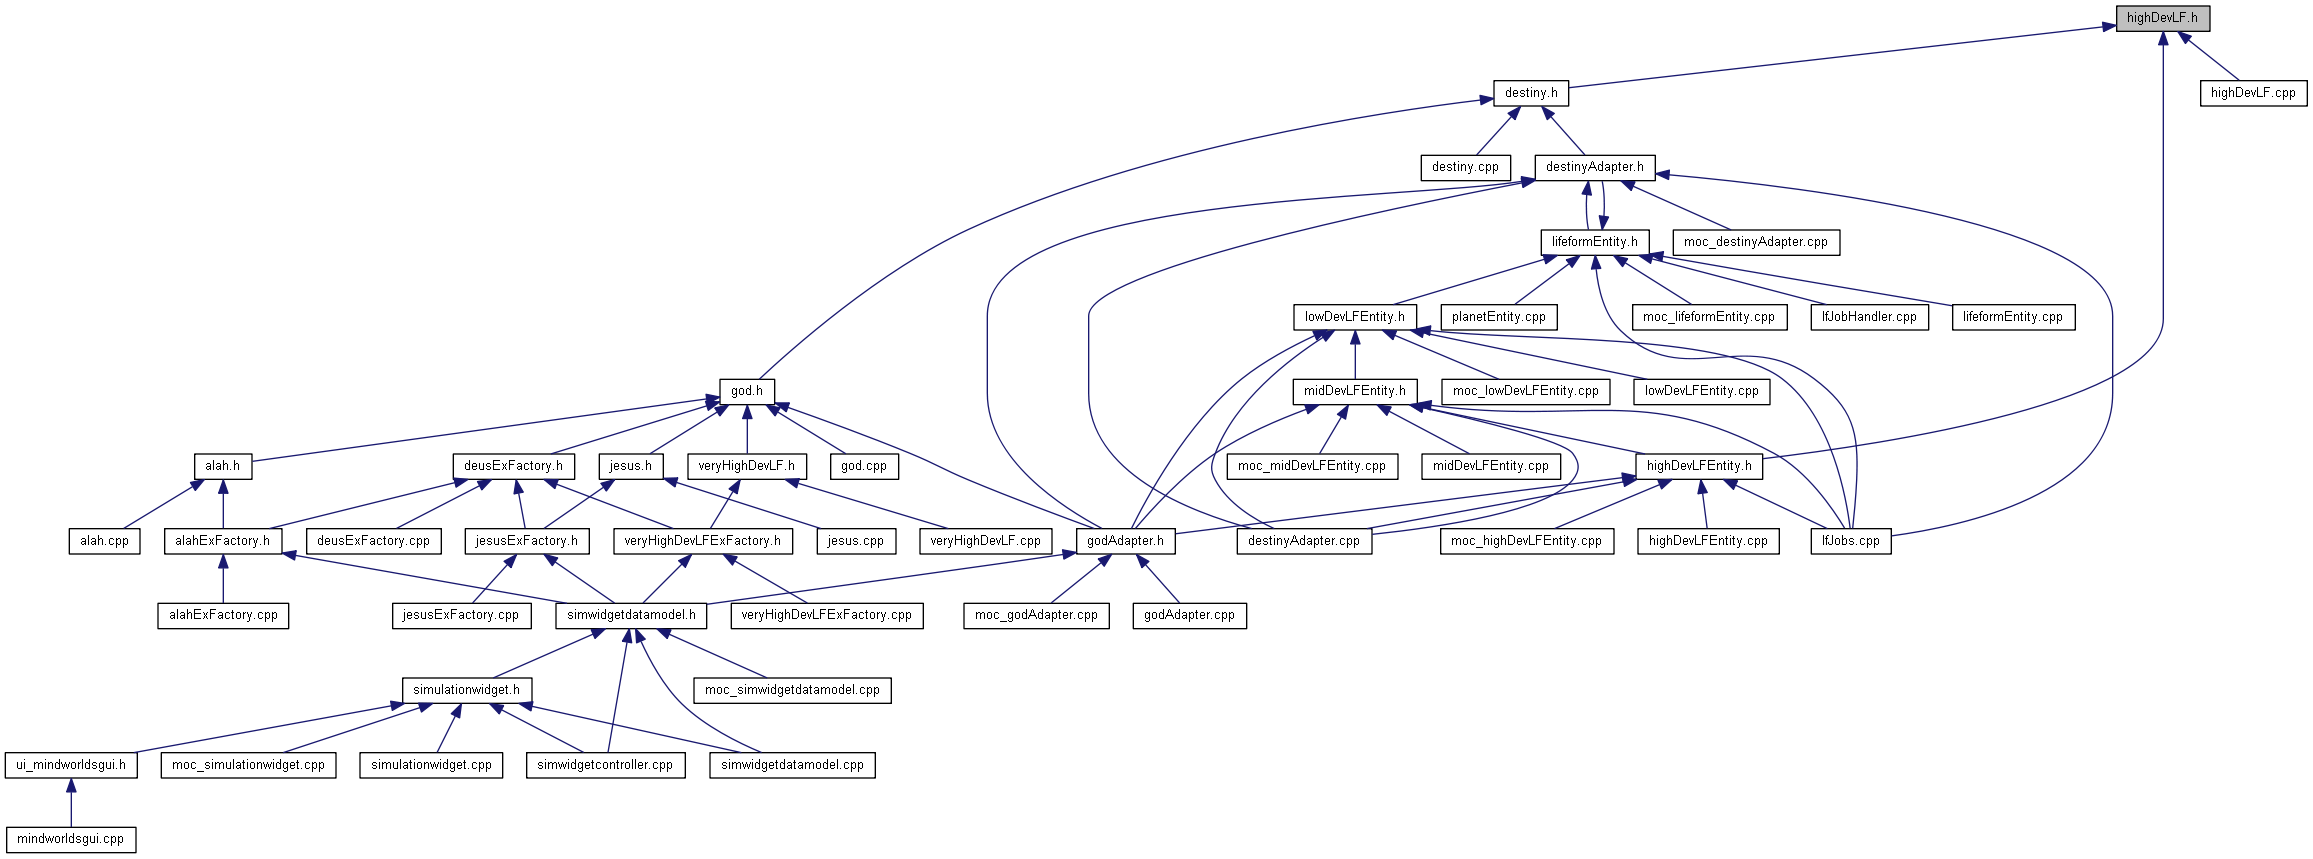 highDevLF.h
destiny.h
highDevLF.cpp
destiny.cpp
destinyAdapter.h
lifeformEntity.h
moc_destinyAdapter.cpp
lowDevLFEntity.h
planetEntity.cpp
moc_lifeformEntity.cpp
lfJobHandler.cpp
lifeformEntity.cpp
god.h
midDevLFEntity.h
moc_lowDevLFEntity.cpp
lowDevLFEntity.cpp
alah.h
deusExFactory.h
jesus.h
veryHighDevLF.h
god.cpp
moc_midDevLFEntity.cpp
midDevLFEntity.cpp
highDevLFEntity.h
alah.cpp
alahExFactory.h
deusExFactory.cpp
jesusExFactory.h
veryHighDevLFExFactory.h
jesus.cpp
veryHighDevLF.cpp
godAdapter.h
destinyAdapter.cpp
moc_highDevLFEntity.cpp
highDevLFEntity.cpp
lfJobs.cpp
alahExFactory.cpp
jesusExFactory.cpp
simwidgetdatamodel.h
veryHighDevLFExFactory.cpp
moc_godAdapter.cpp
godAdapter.cpp
simulationwidget.h
moc_simwidgetdatamodel.cpp
ui_mindworldsgui.h
moc_simulationwidget.cpp
simulationwidget.cpp
simwidgetcontroller.cpp
simwidgetdatamodel.cpp
mindworldsgui.cpp